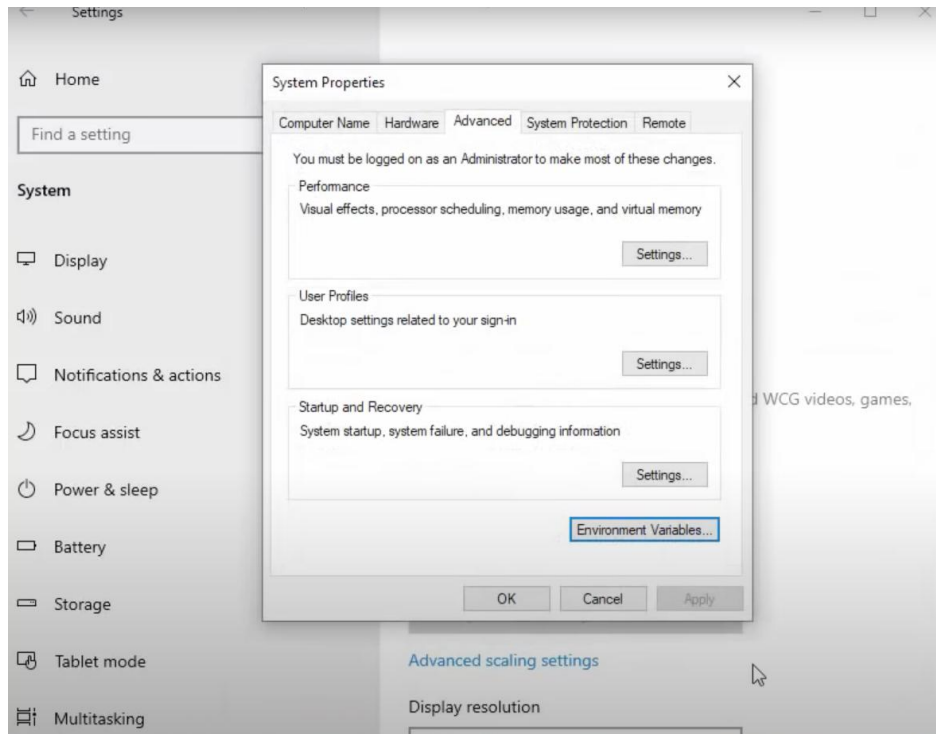 Settings
Home
Find a setting
System
Display
Sound
Notifications & actions
Focus assist
Power & sleep
Battery
Storage
Tablet mode
Multitasking
System Properties
Computer Name Hardware Advanced System Protection Remote
You must be logged on as an Administrator to make most of these changes.
Performance
Visual effects, processor scheduling, memory usage, and virtual memory
Settings...
User Profiles
Desktop settings related to your sign-in
Settings...
Startup and Recovery
System startup, system failure, and debugging information
Settings...
Environment Variables...
OK Cancel Apply
WCG videos, games,
Advanced scaling settings
Display resolution